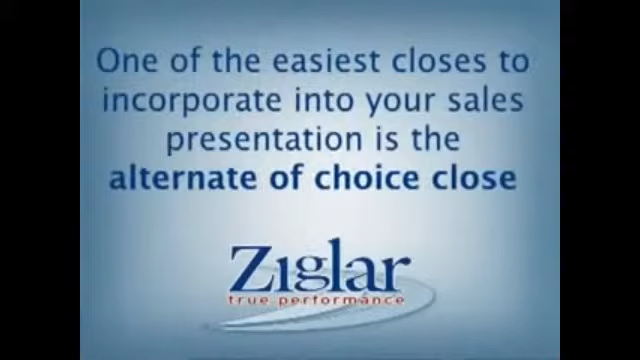 One of the easiest closes to
incorporate into your sales
presentation is the
alternate of choice close
Ziglar
true performance